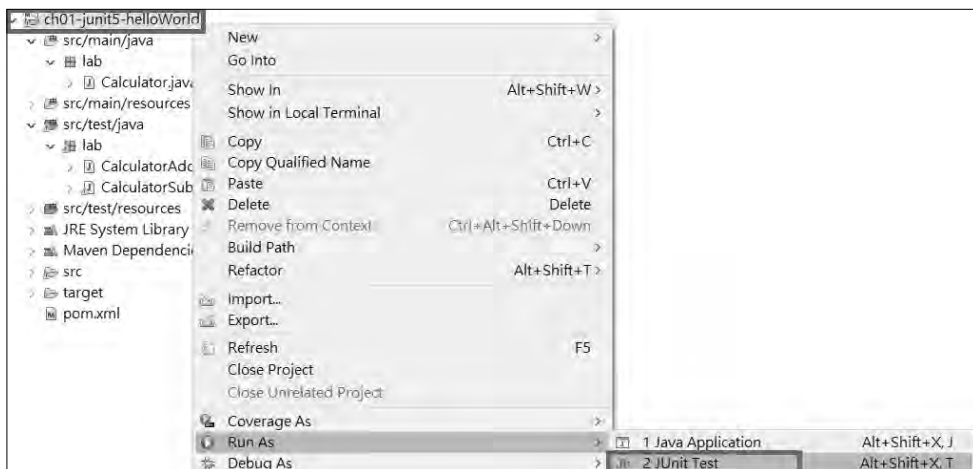 ch01-junit5-helloWorld
src/main/java
lab
Calculator.java
src/main/resources
src/test/java
lab
CalculatorAdd
CalculatorSub
src/test/resources
JRE System Library
Maven Dependencie
src
target
pom.xml
New
Go Into
Show In Alt+Shift+W
Show in Local Terminal
Copy Ctrl+C
Copy Qualified Name
Paste Ctrl+V
Delete Delete
Remove from Context Ctrl+Alt+Shift+Down
Build Path
Refactor Alt+Shift+T
Import...
Export...
Refresh F5
Close Project
Close Unrelated Project
Coverage As
Run As
Debug As
1 Java Application Alt+Shift+X, J
2 JUnit Test Alt+Shift+X, T